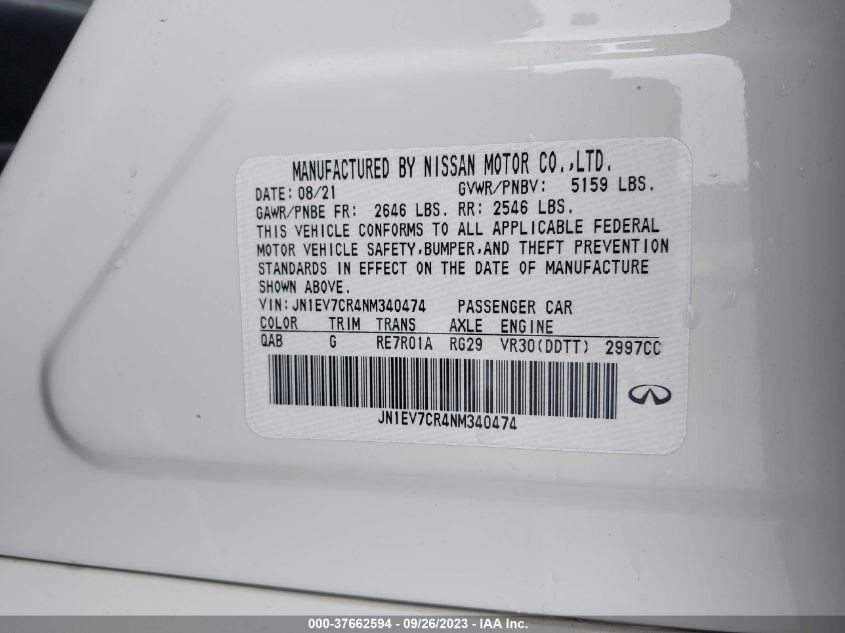 MANUFACTURED BY NISSAN MOTOR CO.,LTD.
DATE: 08/21 GVWR/PNBV: 5159 LBS.
GAWR/PNBE FR: 2646 LBS. RR: 2546 LBS.
THIS VEHICLE CONFORMS TO ALL APPLICABLE FEDERAL
MOTOR VEHICLE SAFETY,BUMPER,AND THEFT PREVENTION
STANDARDS IN EFFECT ON THE DATE OF MANUFACTURE
SHOWN ABOVE.
VIN:JN1EV7CR4NM340474 PASSENGER CAR
COLOR TRIM TRANS AXLE ENGINE
QAB G RE7R01A RG29 VR30(DDTT) 2997CC
JN1EV7CR4NM340474
000-37662594 - 09/26/2023 - IAA Inc.